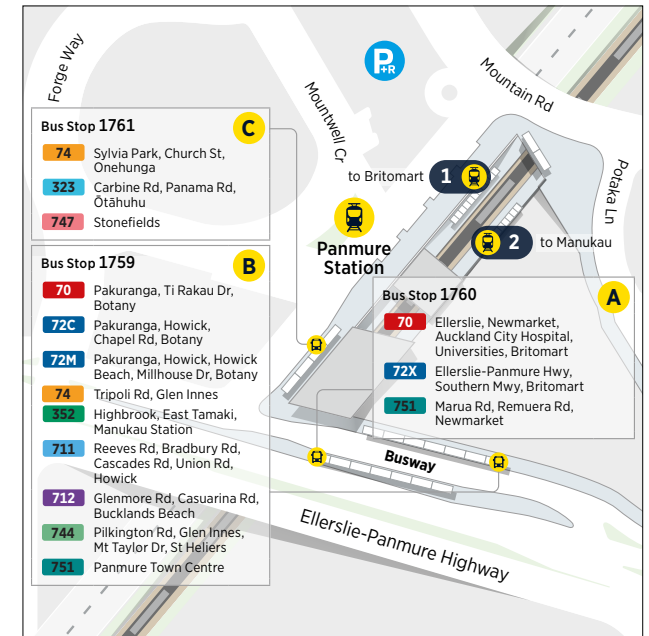 Forge Way
P+R
Mountain Rd
Mountwell Cr
Potaka Ln
Bus Stop 1761
C
74 Sylvia Park, Church St,
Onehunga
323 Carbine Rd, Panama Rd,
Ōtāhuhu
747 Stonefields
to Britomart 1
2 to Manukau
Panmure
Station
Bus Stop 1759
B
70 Pakuranga, Ti Rakau Dr,
Botany
72C Pakuranga, Howick,
Chapel Rd, Botany
72M Pakuranga, Howick, Howick
Beach, Millhouse Dr, Botany
74 Tripoli Rd, Glen Innes
352 Highbrook, East Tamaki,
Manukau Station
711 Reeves Rd, Bradbury Rd,
Cascades Rd, Union Rd,
Howick
712 Glenmore Rd, Casuarina Rd,
Bucklands Beach
744 Pilkington Rd, Glen Innes,
Mt Taylor Dr, St Heliers
751 Panmure Town Centre
Bus Stop 1760
A
70 Ellerslie, Newmarket,
Auckland City Hospital,
Universities, Britomart
72X Ellerslie-Panmure Hwy,
Southern Mwy, Britomart
751 Marua Rd, Remuera Rd,
Newmarket
Busway
Ellerslie-Panmure Highway